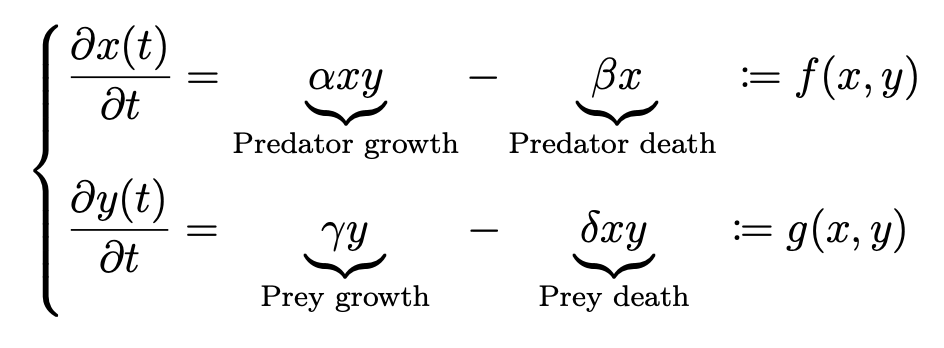 ∂x(t)/∂t = αxy − βx := f(x, y)
Predator growth Predator death
∂y(t)/∂t = γy − δxy := g(x, y)
Prey growth Prey death